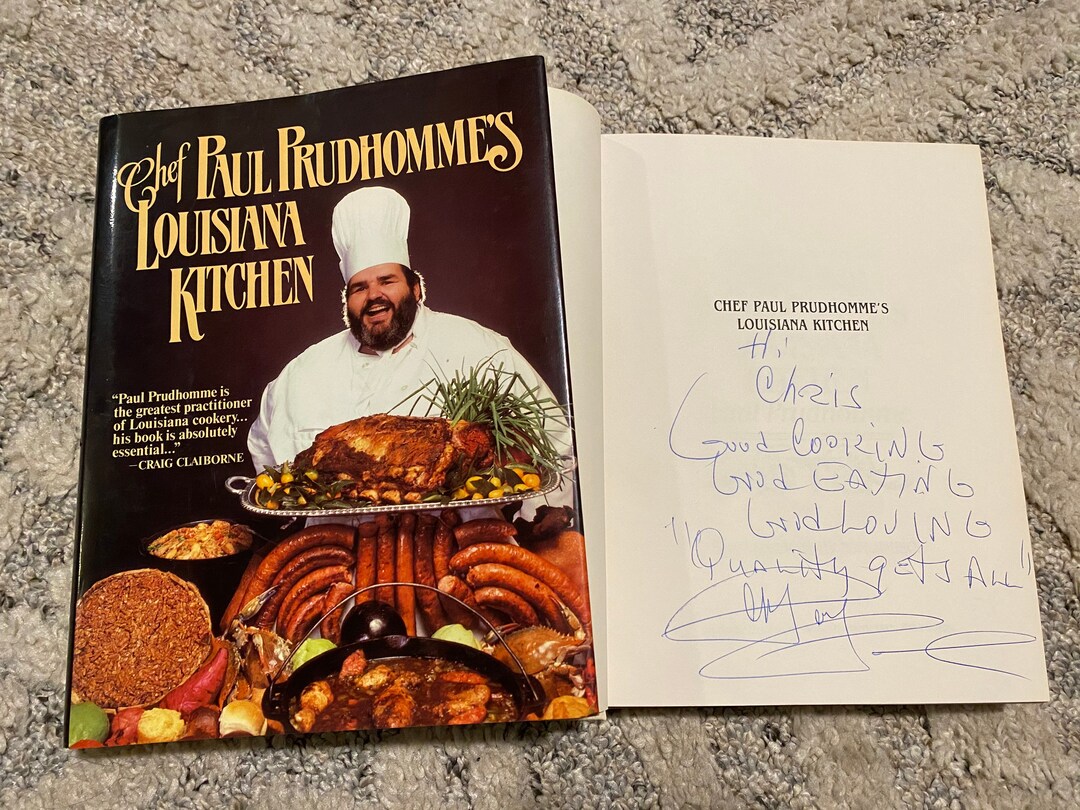 Chef PAUL PRUDHOMME'S
LOUISIANA
KITCHEN
"Paul Prudhomme is
the greatest practitioner
of Louisiana cookery...
his book is absolutely
essential..."
—CRAIG CLAIBORNE
CHEF PAUL PRUDHOMME'S
LOUISIANA KITCHEN
Hi
Chris
Good Cooking
Good EATING
Good LOVING
"QUALITY gETS ALL"